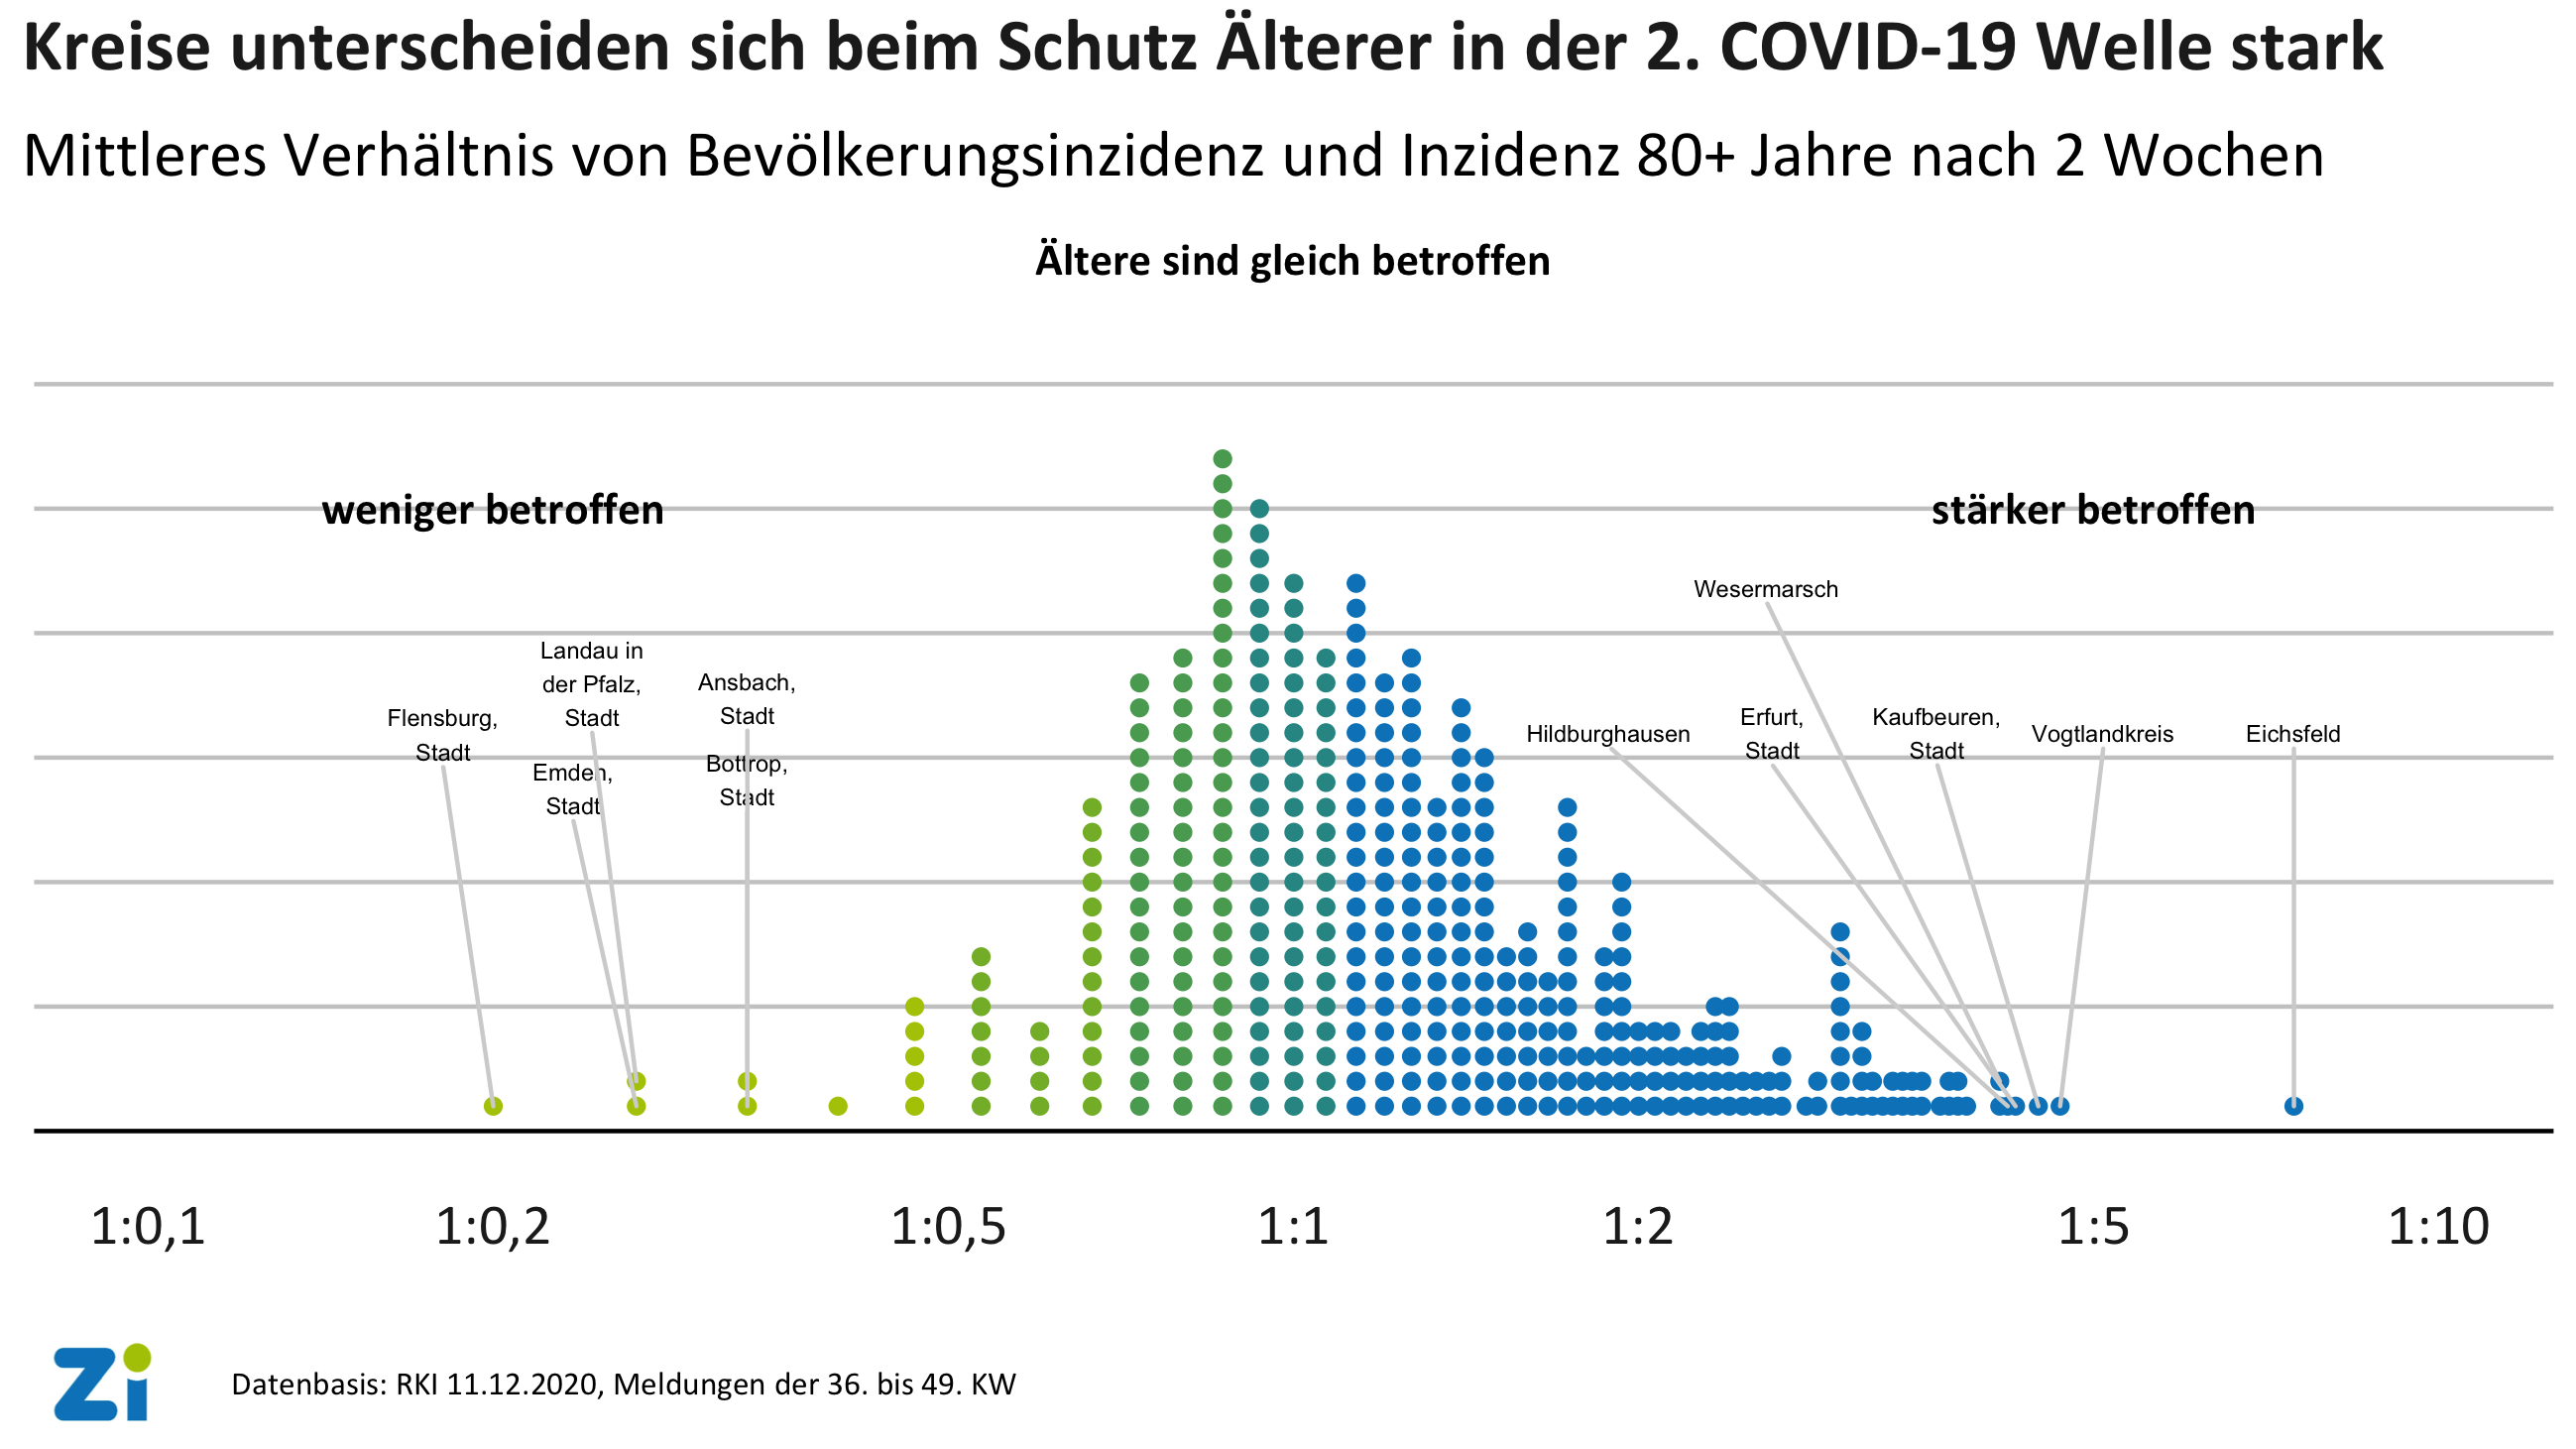 Kreise unterscheiden sich beim Schutz Älterer in der 2. COVID-19 Welle stark
Mittleres Verhältnis von Bevölkerungsinzidenz und Inzidenz 80+ Jahre nach 2 Wochen
Ältere sind gleich betroffen
weniger betroffen
stärker betroffen
Wesermarsch
Landau in
der Pfalz,
Stadt
Ansbach,
Stadt
Flensburg,
Stadt
Emden,
Stadt
Bottrop,
Stadt
Hildburghausen
Erfurt,
Stadt
Kaufbeuren,
Stadt
Vogtlandkreis
Eichsfeld
1:0,1
1:0,2
1:0,5
1:1
1:2
1:5
1:10
Zi
Datenbasis: RKI 11.12.2020, Meldungen der 36. bis 49. KW